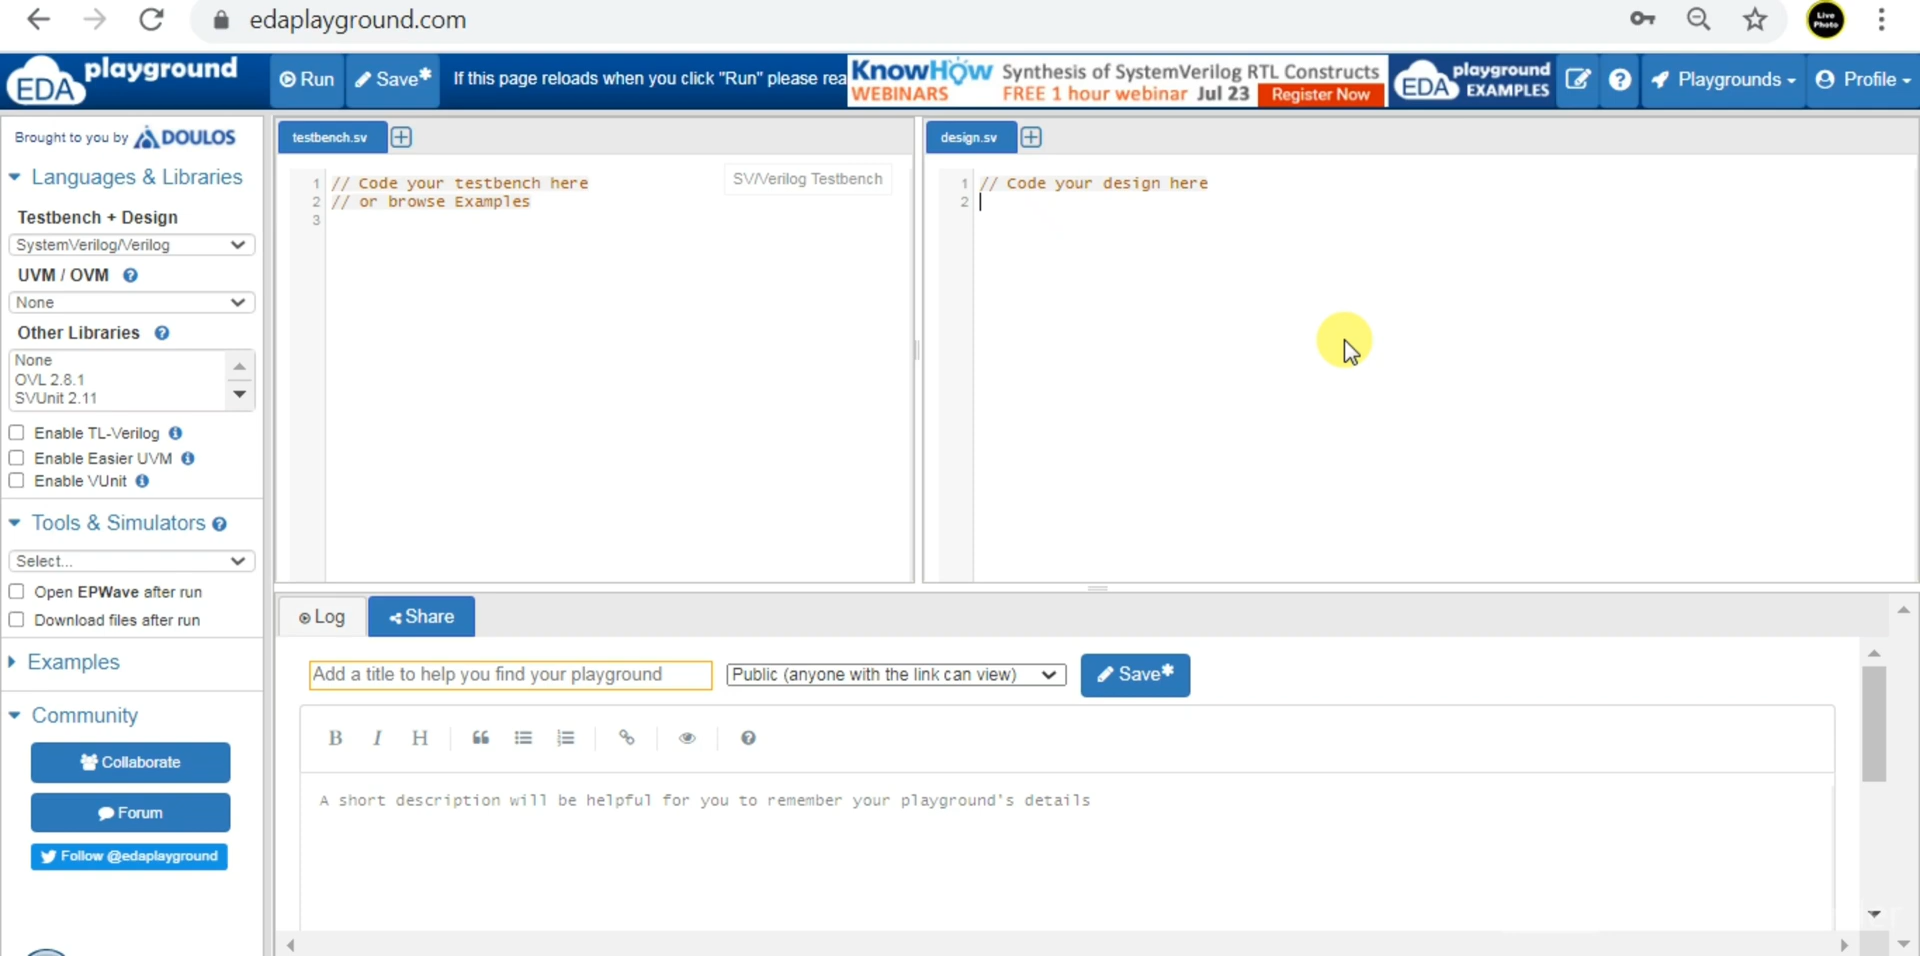 edaplayground.com
Live Photo
EDA playground
Run
Save*
If this page reloads when you click "Run" please rea
KnowHow WEBINARS
Synthesis of SystemVerilog RTL Constructs
FREE 1 hour webinar Jul 23 Register Now
EDA playground EXAMPLES
Playgrounds
Profile
Brought to you by DOULOS
Languages & Libraries
Testbench + Design
SystemVerilog/Verilog
UVM / OVM
None
Other Libraries
None
OVL 2.8.1
SVUnit 2.11
Enable TL-Verilog
Enable Easier UVM
Enable VUnit
Tools & Simulators
Select...
Open EPWave after run
Download files after run
Examples
Community
Collaborate
Forum
Follow @edaplayground
testbench.sv
1 // Code your testbench here
2 // or browse Examples
3
SV/Verilog Testbench
design.sv
1 // Code your design here
2
Log
Share
Add a title to help you find your playground
Public (anyone with the link can view)
Save*
B I H
A short description will be helpful for you to remember your playground's details